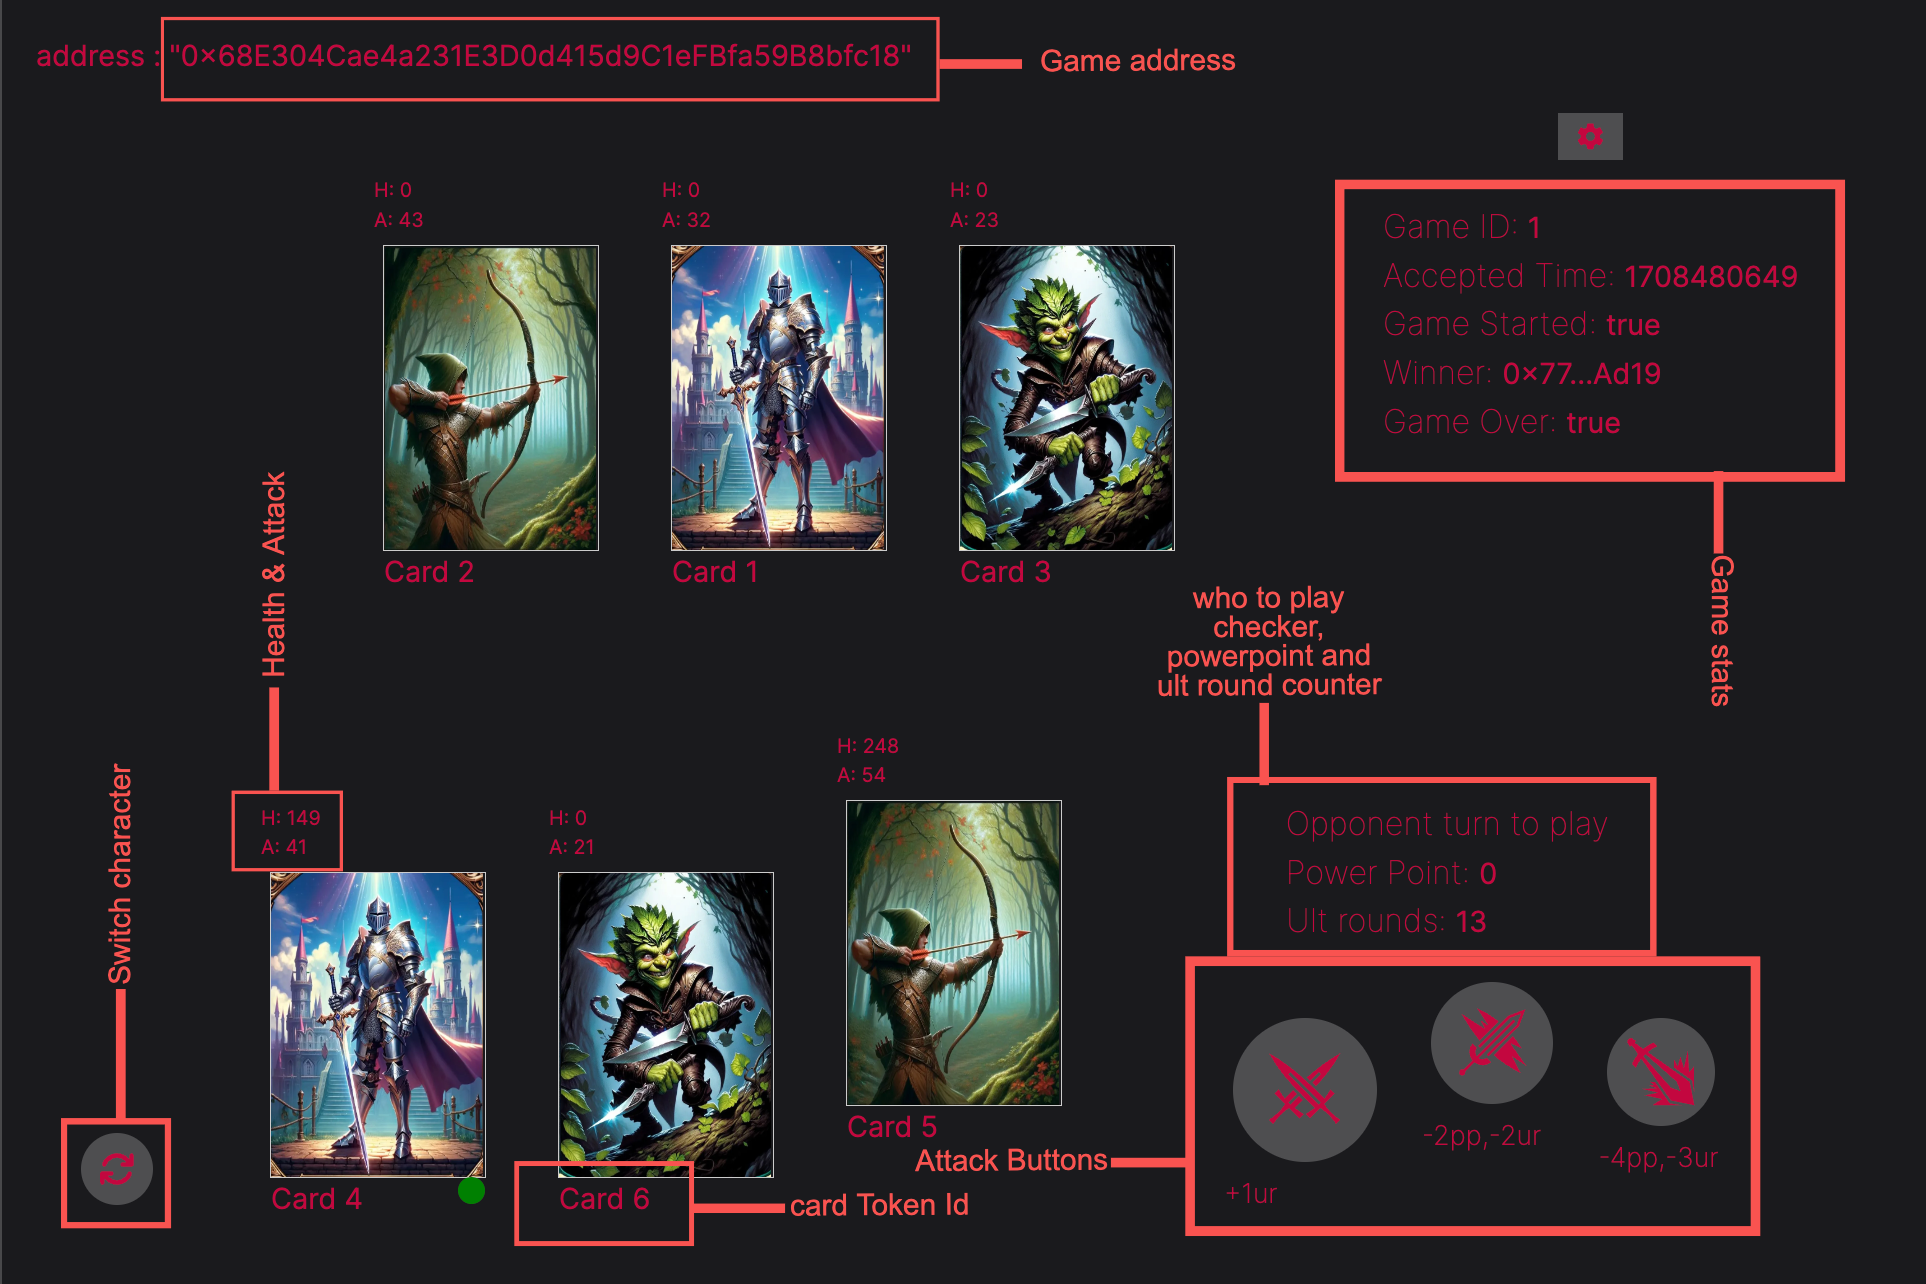 address : "0x68E304Cae4a231E3D0d415d9C1eFBfa59B8bfc18"
Game address
H: 0
A: 43
H: 0
A: 32
H: 0
A: 23
Card 2
Card 1
Card 3
Game ID: 1
Accepted Time: 1708480649
Game Started: true
Winner: 0x77...Ad19
Game Over: true
Game stats
Health & Attack
who to play
checker,
powerpoint and
ult round counter
Switch character
H: 149
A: 41
H: 0
A: 21
H: 248
A: 54
Card 4
Card 6
Card 5
card Token Id
Attack Buttons
Opponent turn to play
Power Point: 0
Ult rounds: 13
+1ur
-2pp,-2ur
-4pp,-3ur